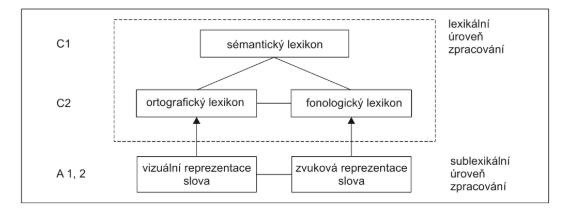 C1
sémantický lexikon
lexikální
úroveň
zpracování
C2
ortografický lexikon
fonologický lexikon
A 1, 2
vizuální reprezentace
slova
zvuková reprezentace
slova
sublexikální
úroveň
zpracování